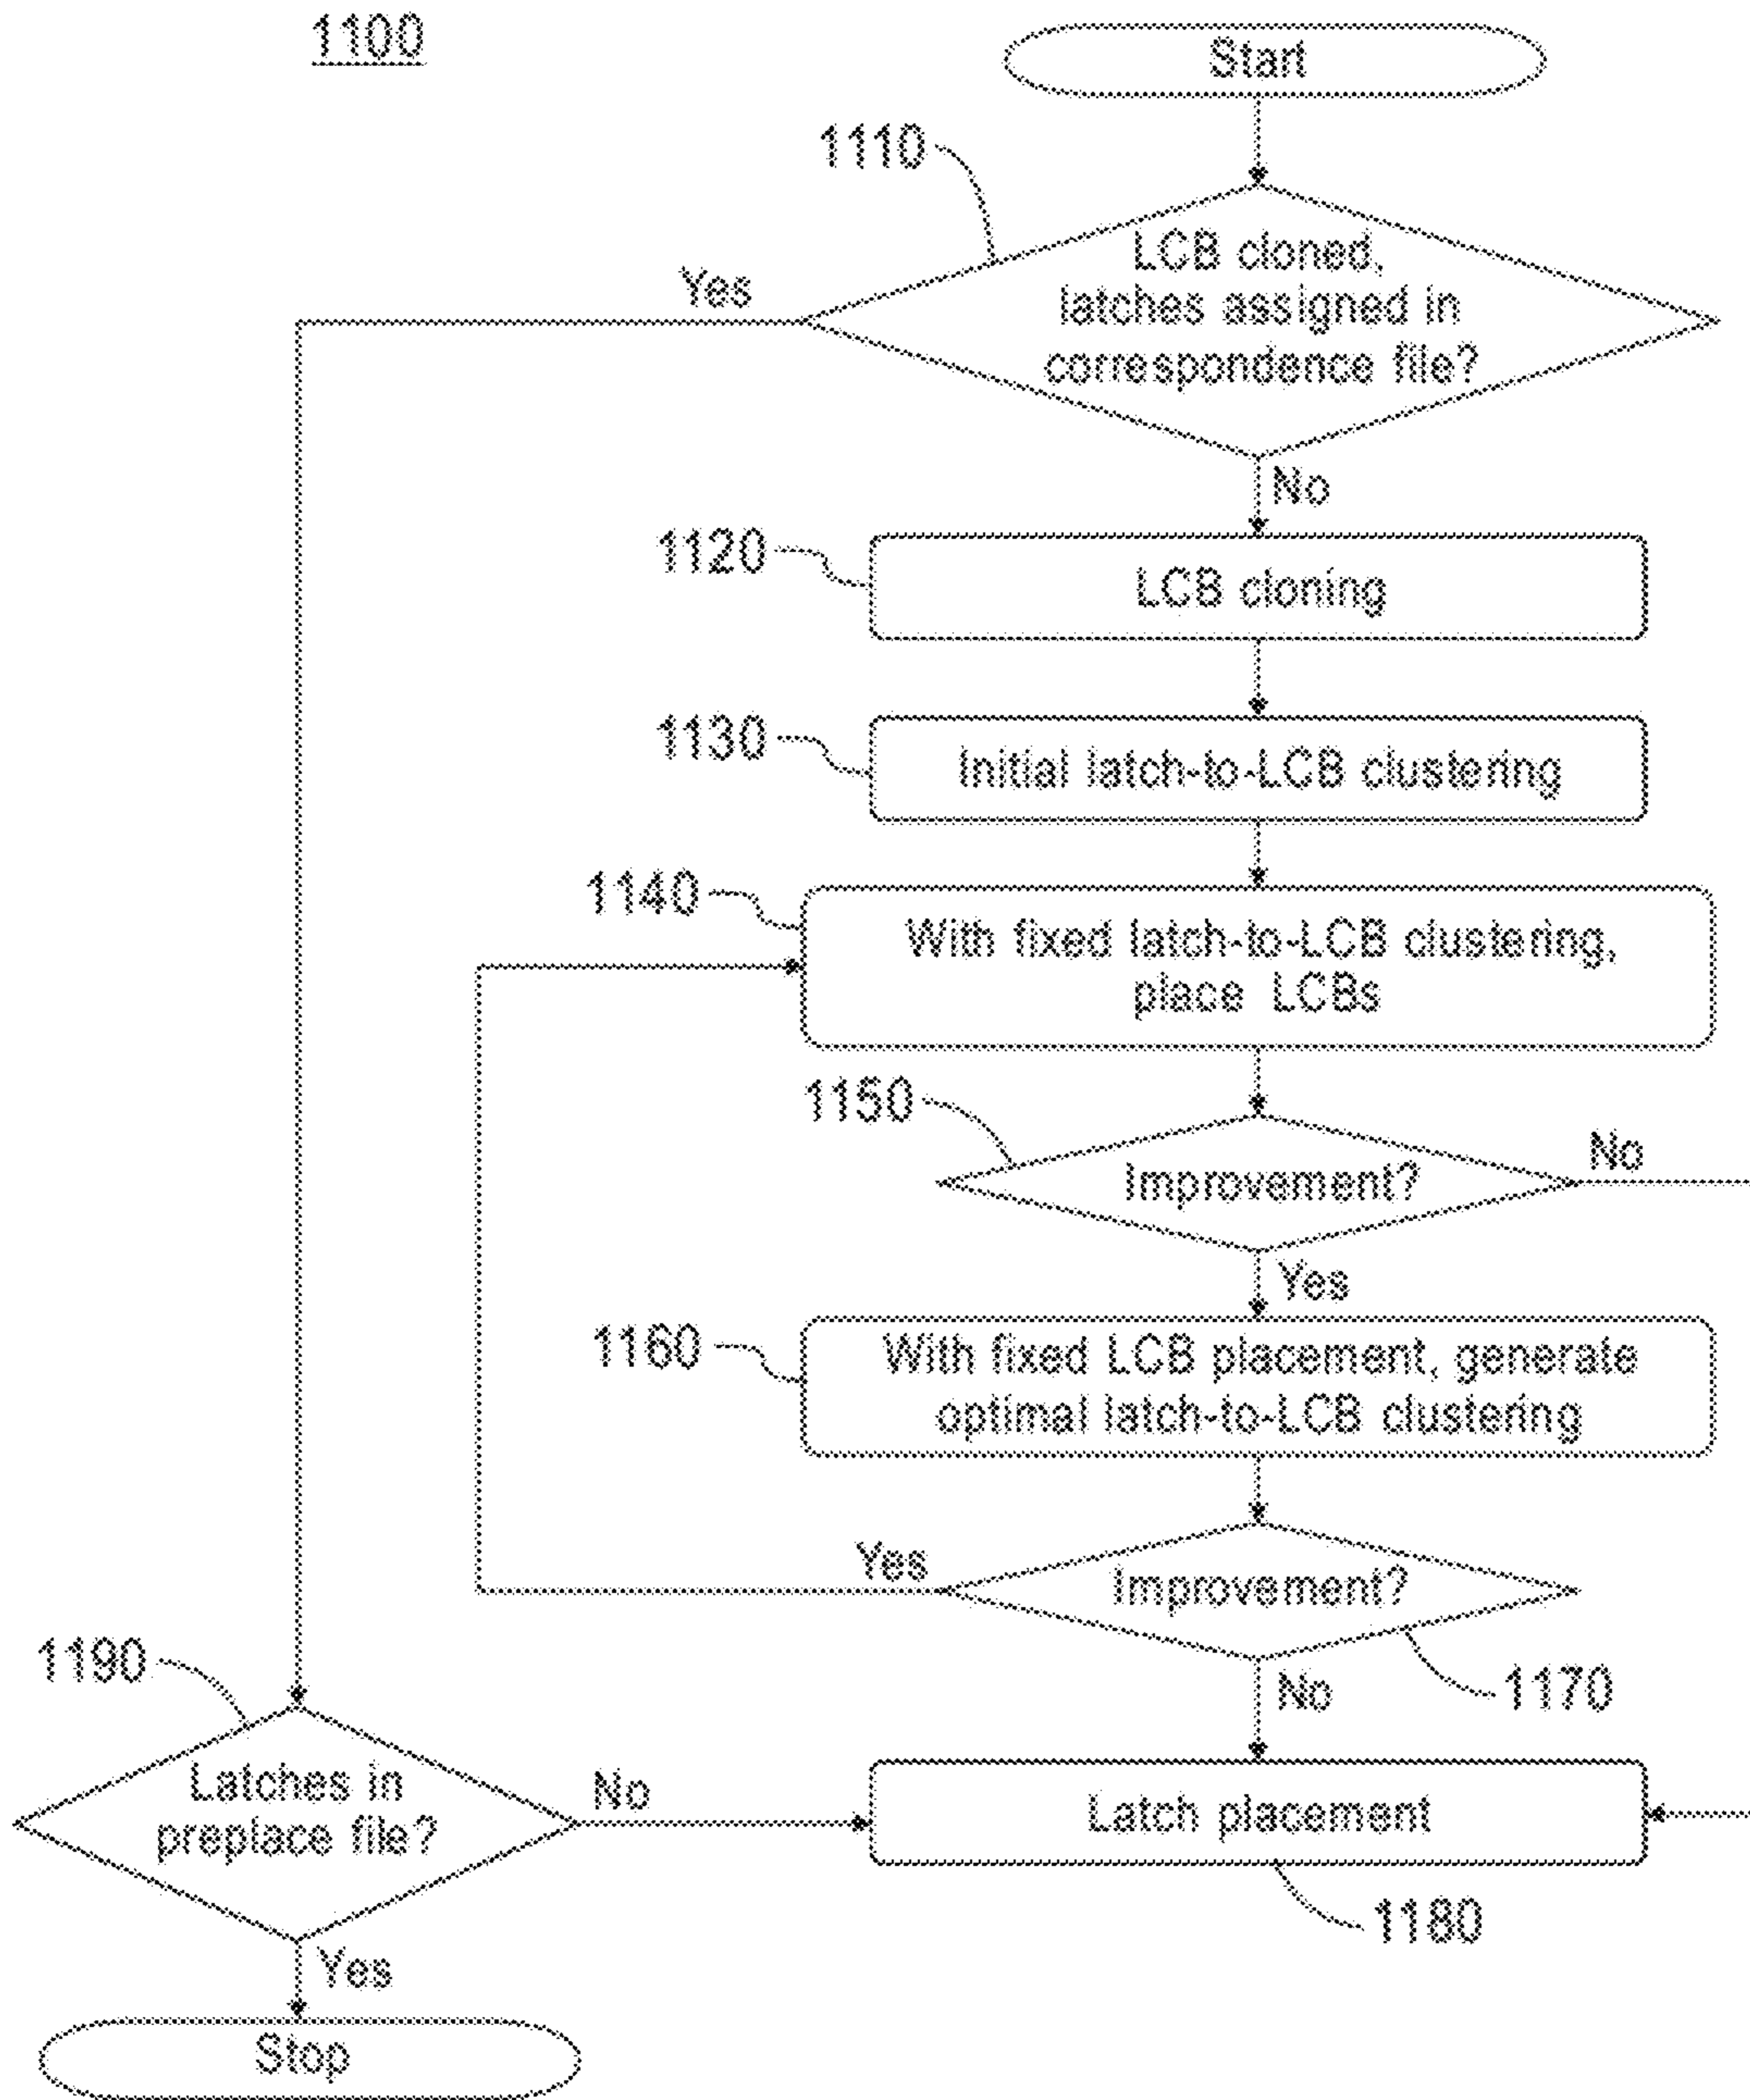 1100
Start
1110
LCB cloned,
latches assigned in
correspondence file?
Yes
No
1120
LCB cloning
1130
Initial latch-to-LCB clustering
1140
With fixed latch-to-LCB clustering,
place LCBs
1150
Improvement?
No
Yes
1160
With fixed LCB placement, generate
optimal latch-to-LCB clustering
Yes
Improvement?
1170
No
1190
Latches in
preplace file?
No
Latch placement
1180
Yes
Stop